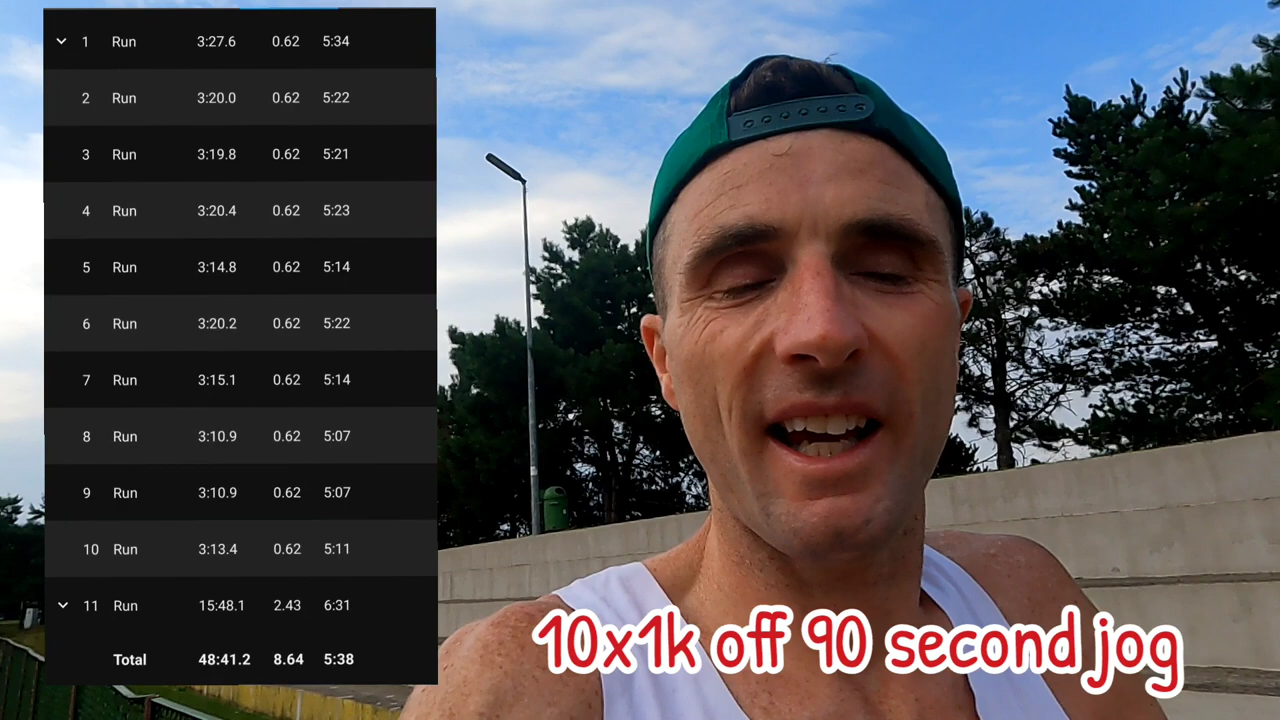 1 Run 3:27.6 0.62 5:34
2 Run 3:20.0 0.62 5:22
3 Run 3:19.8 0.62 5:21
4 Run 3:20.4 0.62 5:23
5 Run 3:14.8 0.62 5:14
6 Run 3:20.2 0.62 5:22
7 Run 3:15.1 0.62 5:14
8 Run 3:10.9 0.62 5:07
9 Run 3:10.9 0.62 5:07
10 Run 3:13.4 0.62 5:11
11 Run 15:48.1 2.43 6:31
Total 48:41.2 8.64 5:38
10x1k off 90 second jog